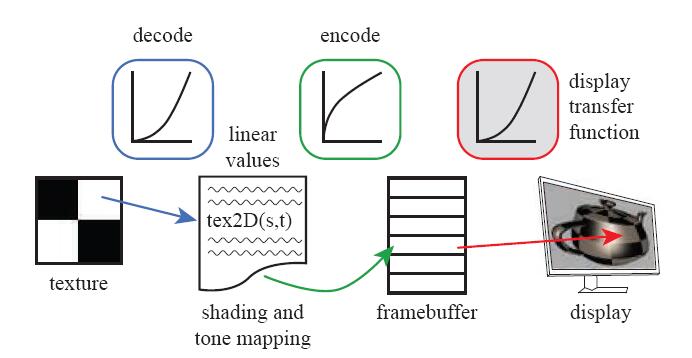 decode
encode
display
transfer
function
linear
values
tex2D(s,t)
texture
shading and
tone mapping
framebuffer
display